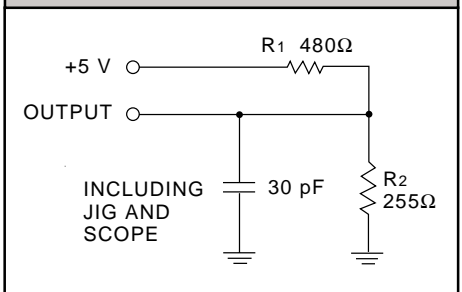 R1 480Ω
+5 V
OUTPUT
INCLUDING
JIG AND
SCOPE
30 pF
R2
255Ω